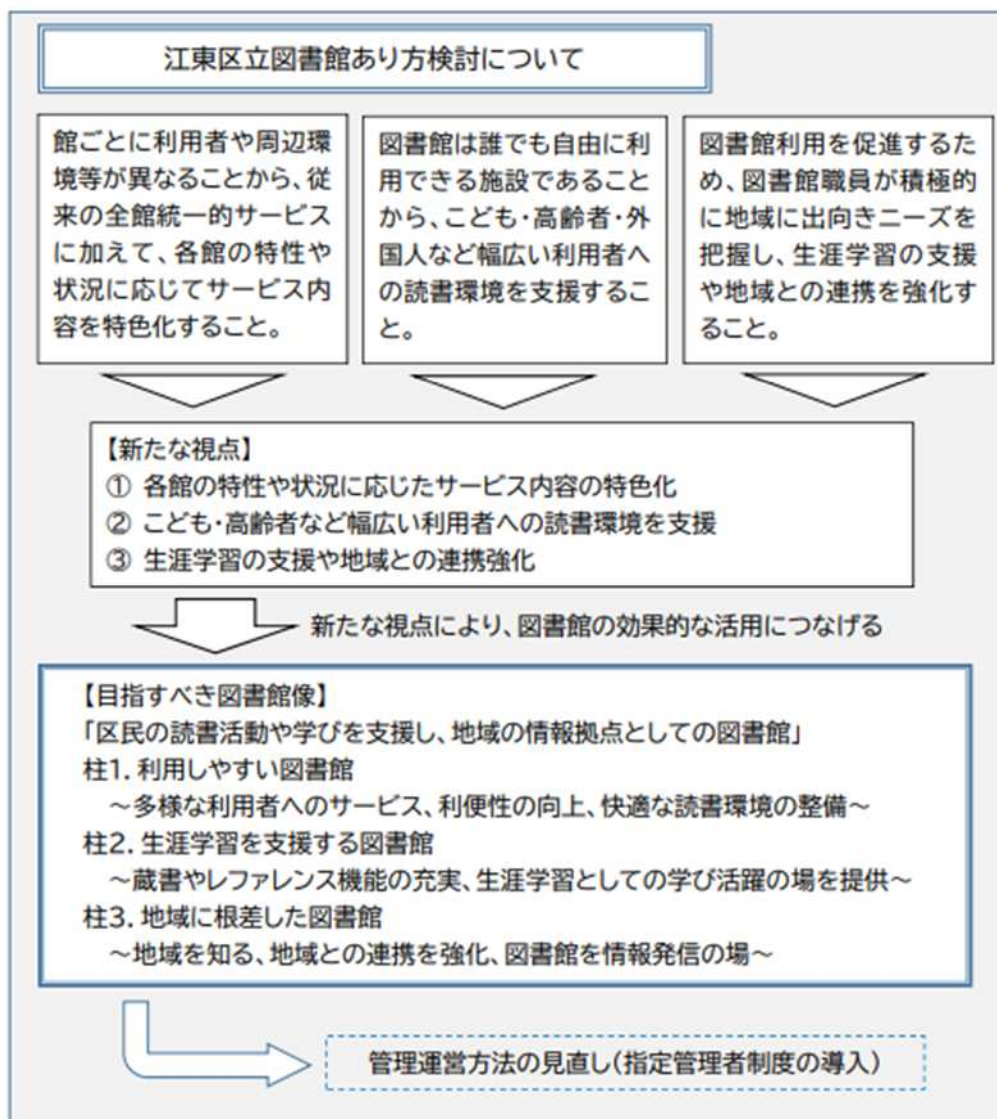 江東区立図書館あり方検討について
館ごとに利用者や周辺環
境等が異なることから、従
来の全館統一的サービス
に加えて、各館の特性や
状況に応じてサービス内
容を特色化すること。
図書館は誰でも自由に利
用できる施設であること
から、こども・高齢者・外
国人など幅広い利用者へ
の読書環境を支援するこ
と。
図書館利用を促進するた
め、図書館職員が積極的
に地域に出向きニーズを
把握し、生涯学習の支援
や地域との連携を強化す
ること。
【新たな視点】
① 各館の特性や状況に応じたサービス内容の特色化
② こども・高齢者など幅広い利用者への読書環境を支援
③ 生涯学習の支援や地域との連携強化
新たな視点により、図書館の効果的な活用につなげる
【目指すべき図書館像】
「区民の読書活動や学びを支援し、地域の情報拠点としての図書館」
柱1．利用しやすい図書館
～多様な利用者へのサービス、利便性の向上、快適な読書環境の整備～
柱2．生涯学習を支援する図書館
～蔵書やレファレンス機能の充実、生涯学習としての学び活躍の場を提供～
柱3．地域に根差した図書館
～地域を知る、地域との連携を強化、図書館を情報発信の場～
管理運営方法の見直し（指定管理者制度の導入）